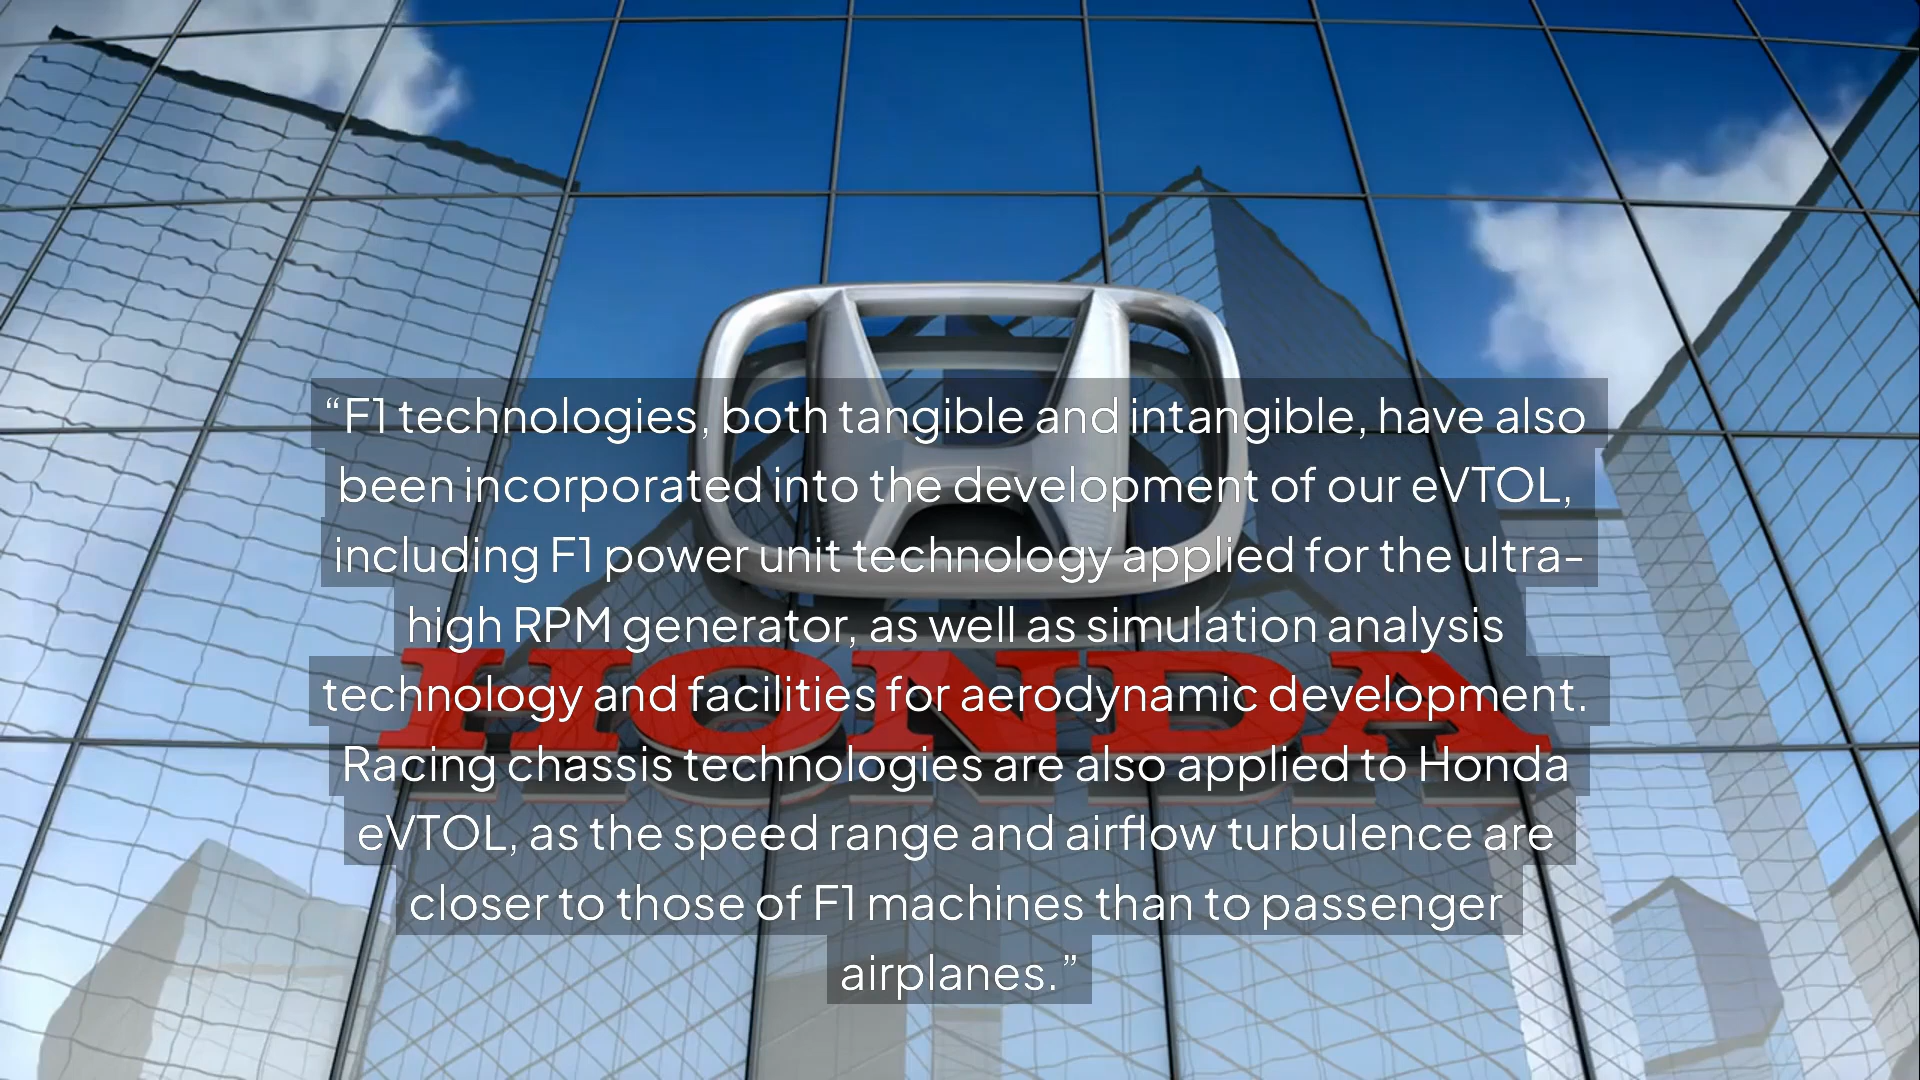 “F1 technologies, both tangible and intangible, have also
been incorporated into the development of our eVTOL,
including F1 power unit technology applied for the ultra-
high RPM generator, as well as simulation analysis
technology and facilities for aerodynamic development.
Racing chassis technologies are also applied to Honda
eVTOL, as the speed range and airflow turbulence are
closer to those of F1 machines than to passenger
airplanes.”
HONDA